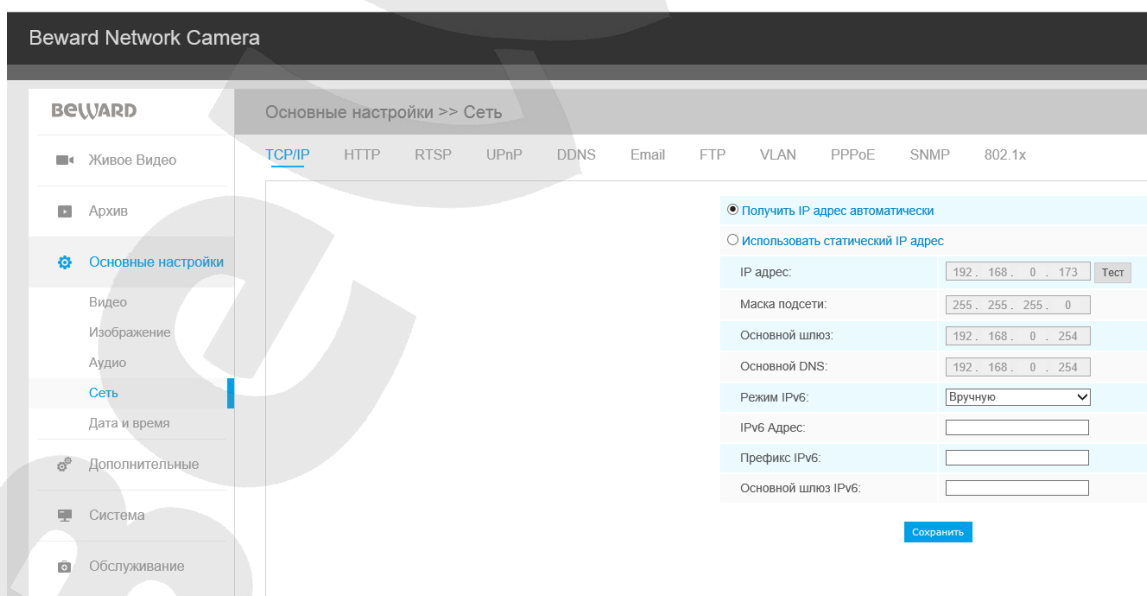 Beward Network Camera
BEWARD
Основные настройки >> Сеть
Живое Видео
Архив
Основные настройки
Видео
Изображение
Аудио
Сеть
Дата и время
Дополнительные
Система
Обслуживание
TCP/IP HTTP RTSP UPnP DDNS Email FTP VLAN PPPoE SNMP 802.1x
Получить IP адрес автоматически
Использовать статический IP адрес
IP адрес: 192. 168. 0 . 173 Тест
Маска подсети: 255. 255. 255. 0
Основной шлюз: 192. 168. 0 . 254
Основной DNS: 192. 168. 0 . 254
Режим IPv6: Вручную
IPv6 Адрес:
Префикс IPv6:
Основной шлюз IPv6:
Сохранить